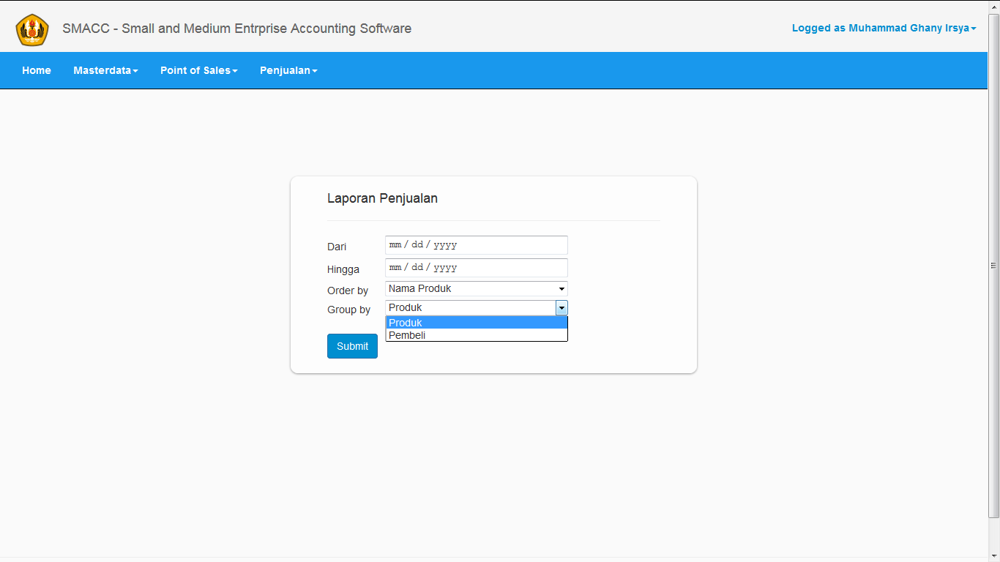 SMACC - Small and Medium Entrprise Accounting Software
Logged as Muhammad Ghany Irsya
Home Masterdata Point of Sales Penjualan
Laporan Penjualan
Dari mm / dd / yyyy
Hingga mm / dd / yyyy
Order by Nama Produk
Group by Produk
Produk
Pembeli
Submit